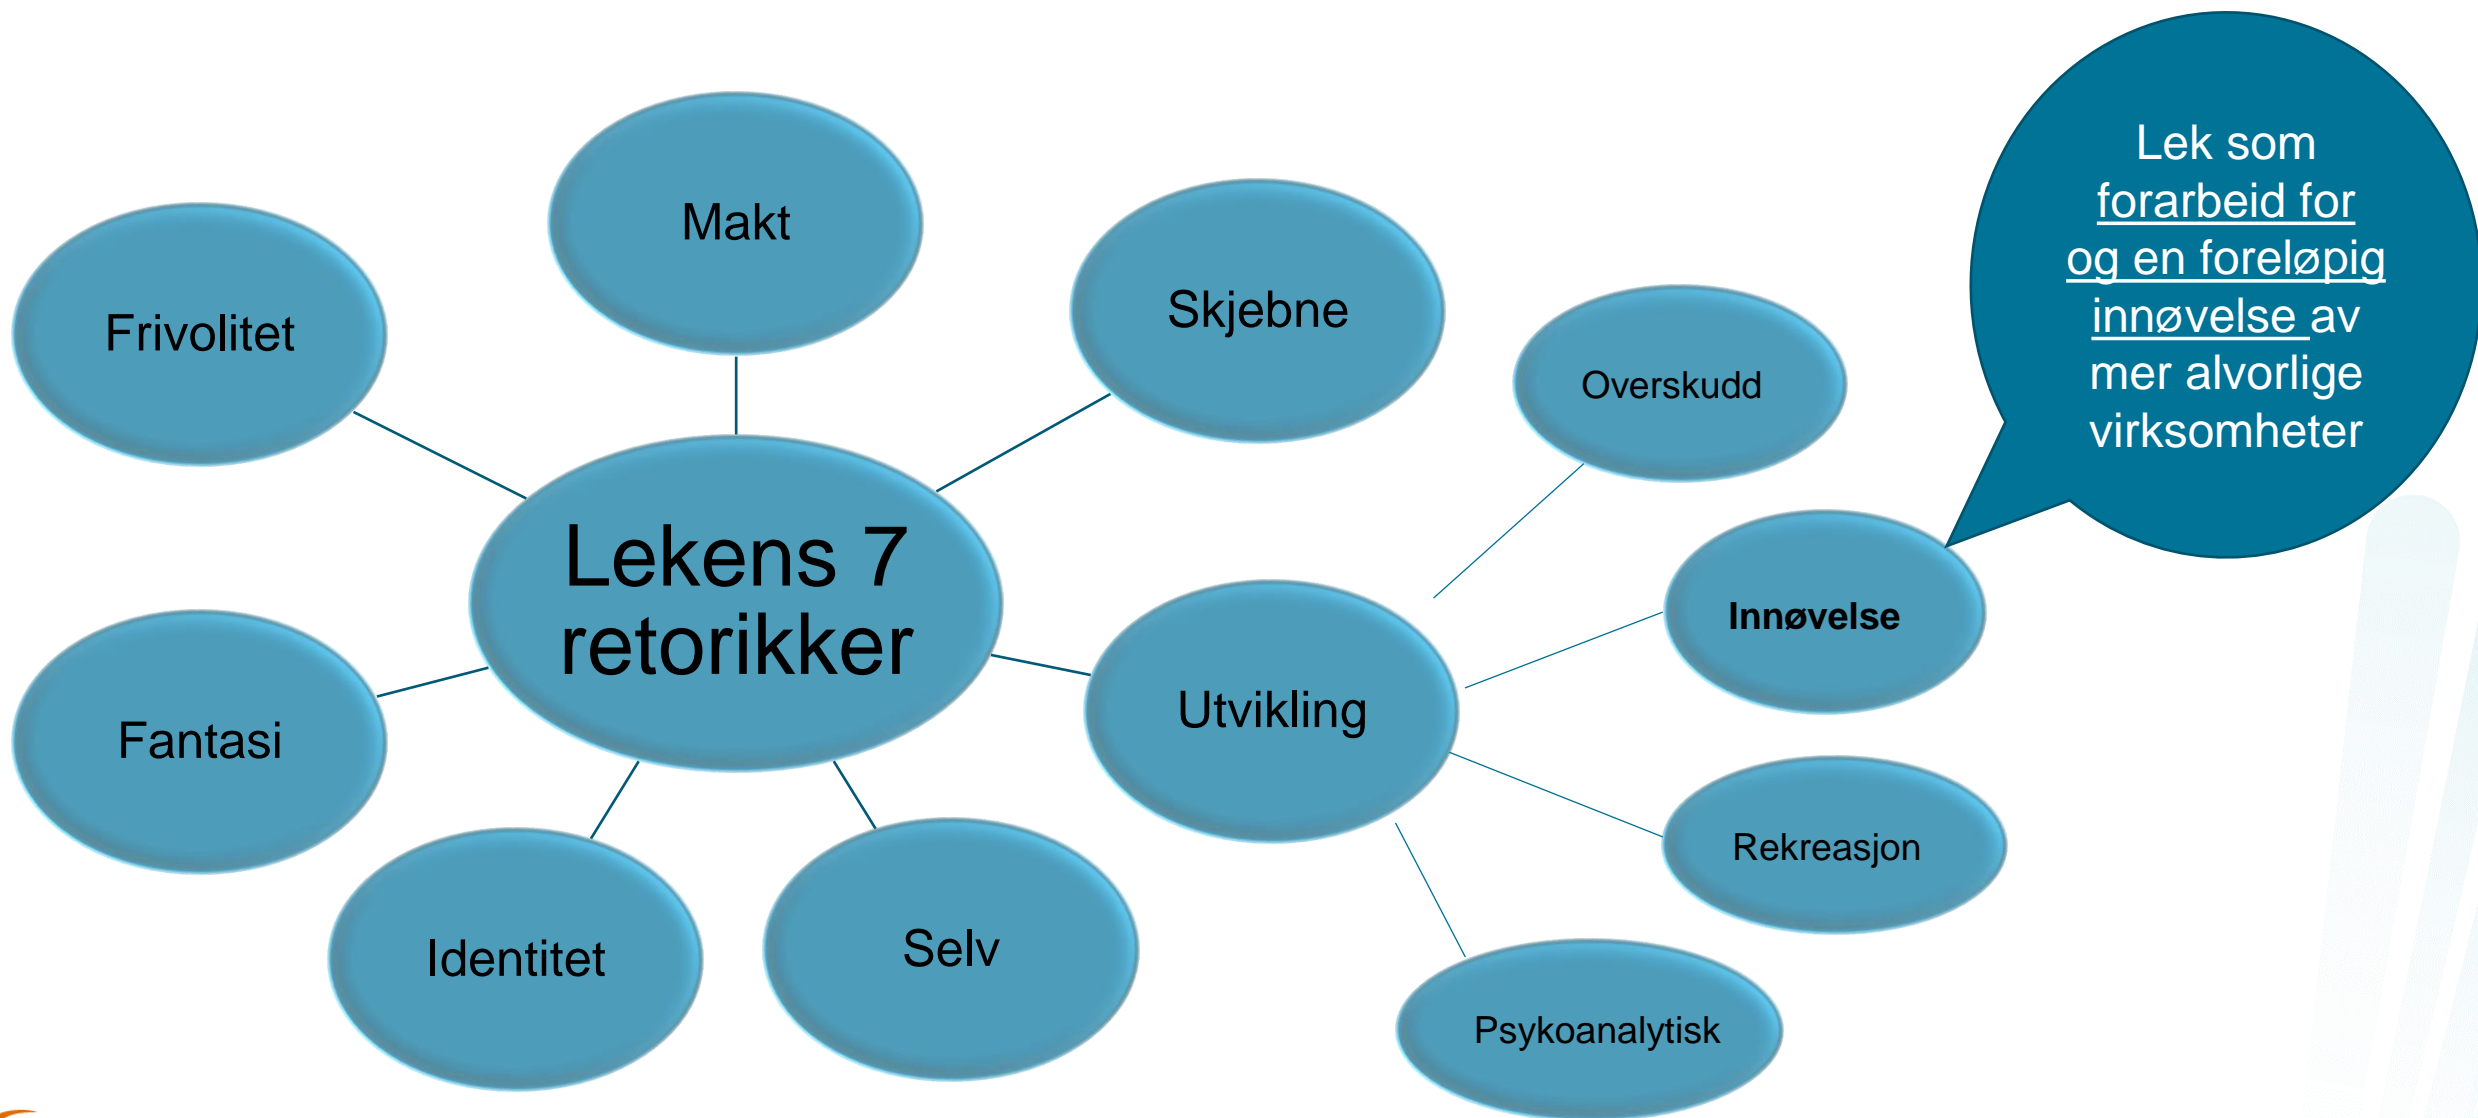 Lekens 7
retorikker
Makt
Skjebne
Utvikling
Selv
Identitet
Fantasi
Frivolitet
Overskudd
Innøvelse
Rekreasjon
Psykoanalytisk
Lek som
forarbeid for
og en foreløpig
innøvelse av
mer alvorlige
virksomheter